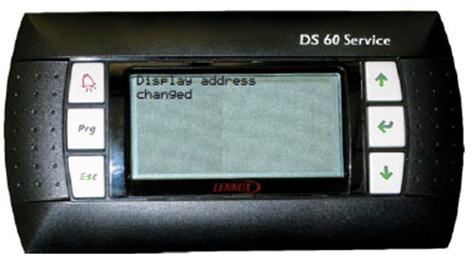 DS 60 Service
Display address
changed
Prg
Esc
LENNOX